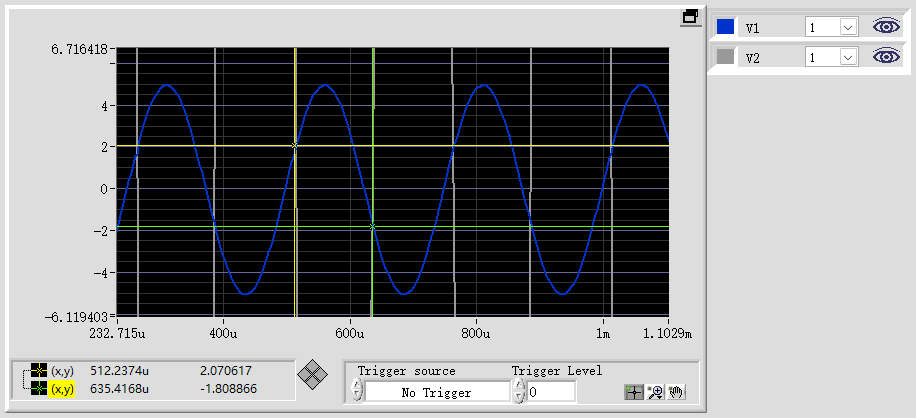 V1 1
V2 1
6.716418
4
2
0
-2
-4
-6.119403
232.715u 400u 600u 800u 1m 1.1029m
(x,y) 512.2374u 2.070617
(x,y) 635.4168u -1.808866
Trigger source Trigger Level
No Trigger 0